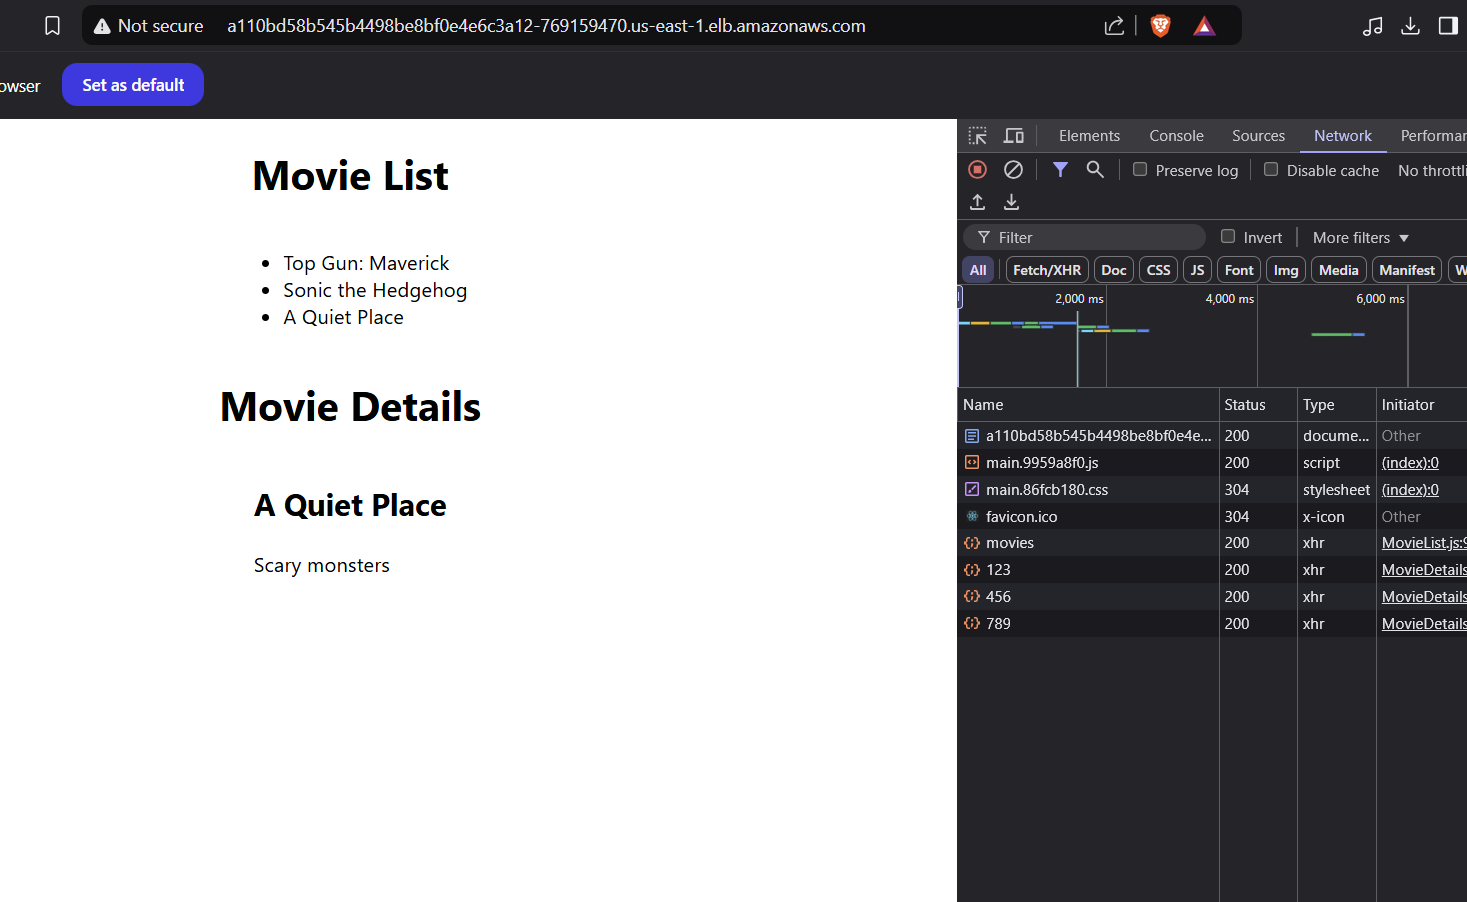 Not secure a110bd58b545b4498be8bf0e4e6c3a12-769159470.us-east-1.elb.amazonaws.com
owser Set as default
Movie List
Top Gun: Maverick
Sonic the Hedgehog
A Quiet Place
Movie Details
A Quiet Place
Scary monsters
Elements Console Sources Network Performar
Preserve log Disable cache No throttli
Filter Invert More filters
All Fetch/XHR Doc CSS JS Font Img Media Manifest W
2,000 ms 4,000 ms 6,000 ms
Name Status Type Initiator
a110bd58b545b4498be8bf0e4e... 200 docume... Other
main.9959a8f0.js 200 script (index):0
main.86fcb180.css 304 stylesheet (index):0
favicon.ico 304 x-icon Other
movies 200 xhr MovieList.js:9
123 200 xhr MovieDetails
456 200 xhr MovieDetails
789 200 xhr MovieDetails